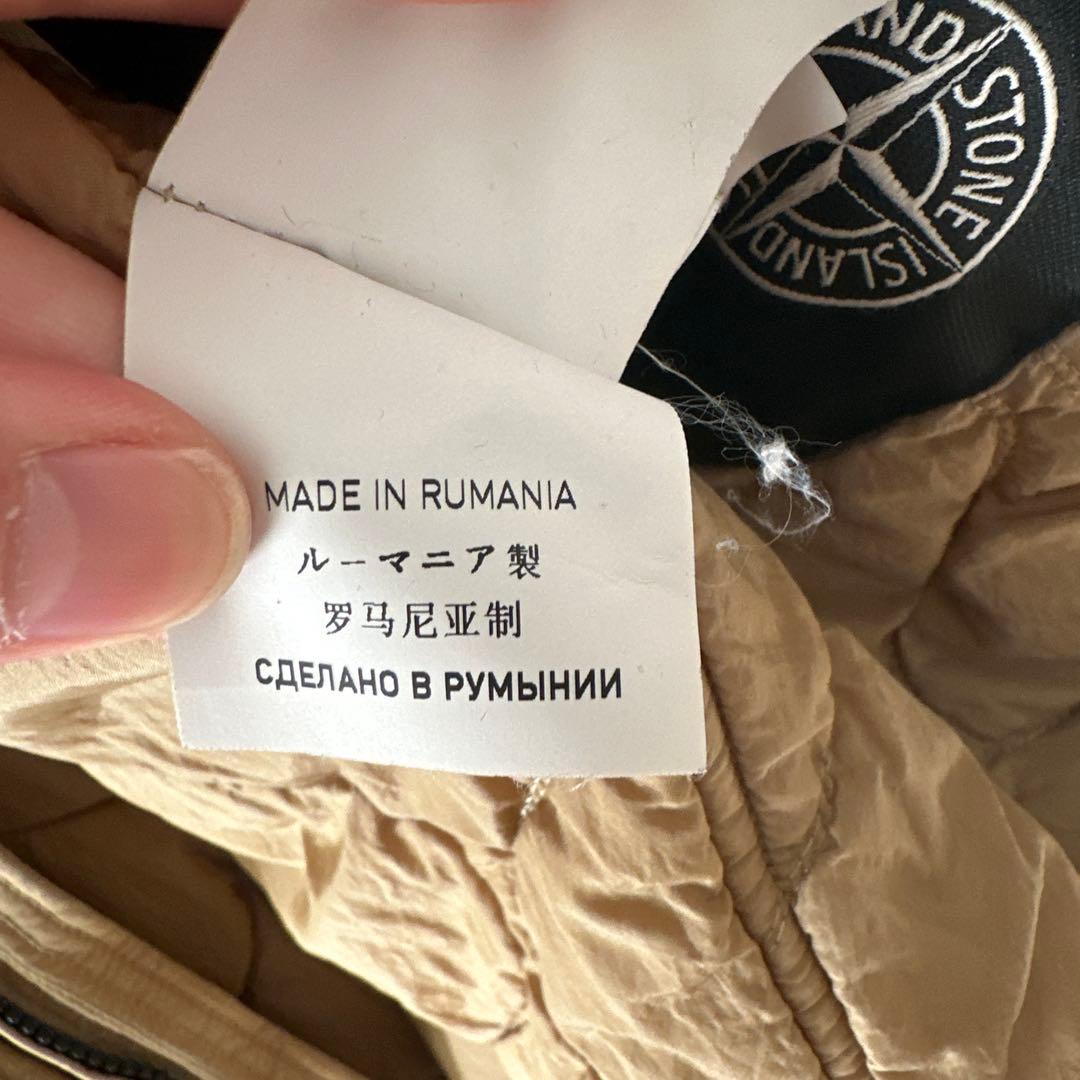 MADE IN RUMANIA
ルーマニア製
罗马尼亚制
СДЕЛАНО В РУМЫНИИ
STONE
ISLAND